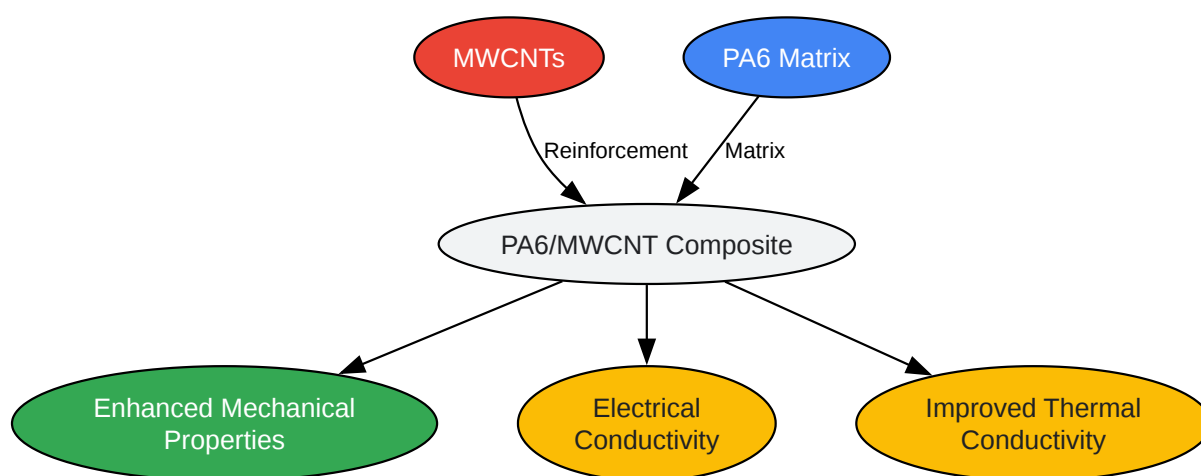 MWCNTs
PA6 Matrix
Reinforcement
Matrix
PA6/MWCNT Composite
Enhanced Mechanical
Properties
Electrical
Conductivity
Improved Thermal
Conductivity